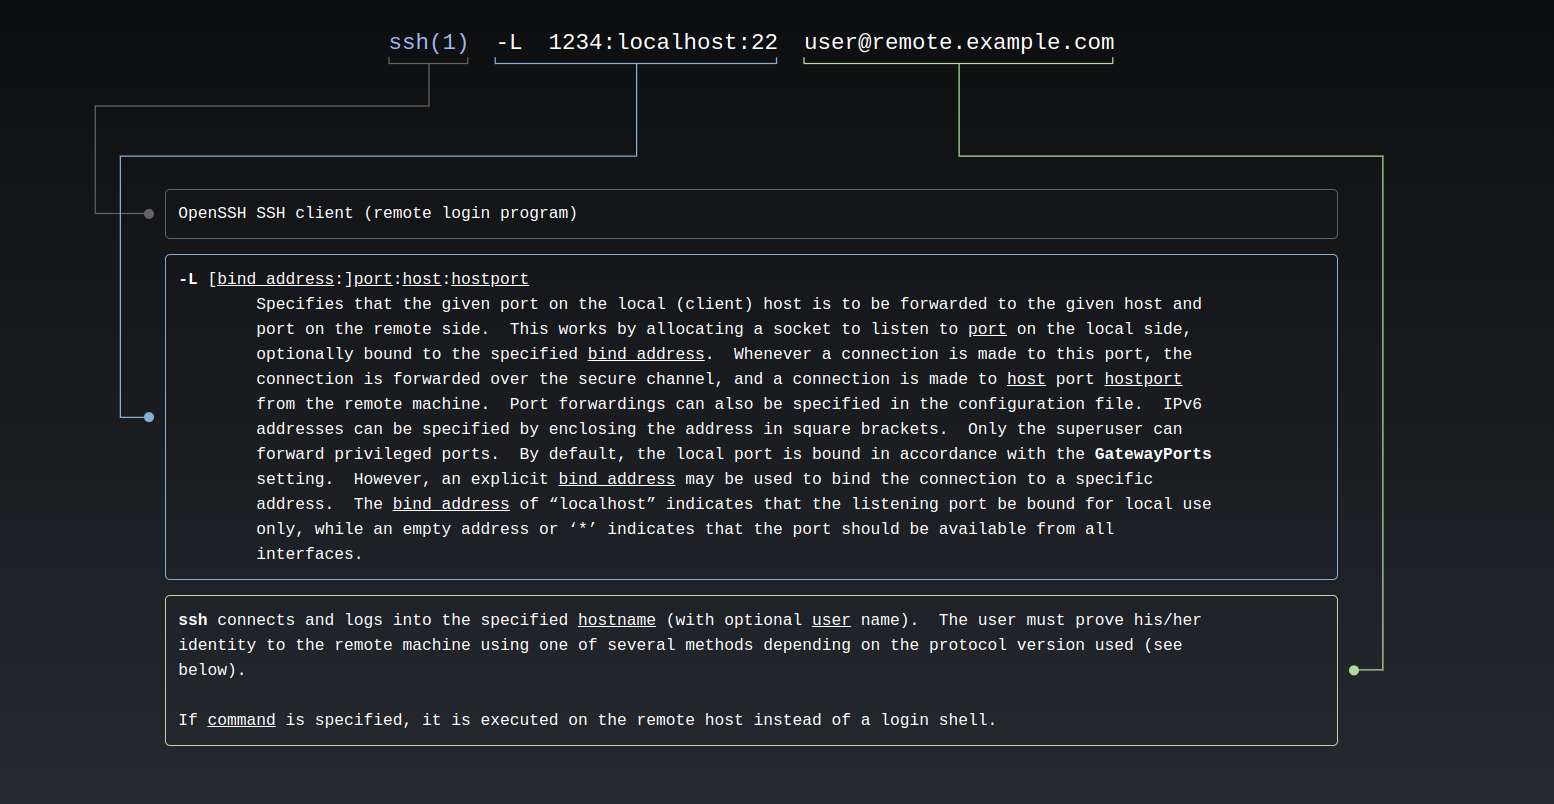 ssh(1) -L 1234:localhost:22 user@remote.example.com
OpenSSH SSH client (remote login program)
-L [bind_address:]port:host:hostport
Specifies that the given port on the local (client) host is to be forwarded to the given host and
port on the remote side. This works by allocating a socket to listen to port on the local side,
optionally bound to the specified bind_address. Whenever a connection is made to this port, the
connection is forwarded over the secure channel, and a connection is made to host port hostport
from the remote machine. Port forwardings can also be specified in the configuration file. IPv6
addresses can be specified by enclosing the address in square brackets. Only the superuser can
forward privileged ports. By default, the local port is bound in accordance with the GatewayPorts
setting. However, an explicit bind_address may be used to bind the connection to a specific
address. The bind_address of “localhost” indicates that the listening port be bound for local use
only, while an empty address or ‘*’ indicates that the port should be available from all
interfaces.
ssh connects and logs into the specified hostname (with optional user name). The user must prove his/her
identity to the remote machine using one of several methods depending on the protocol version used (see
below).
If command is specified, it is executed on the remote host instead of a login shell.